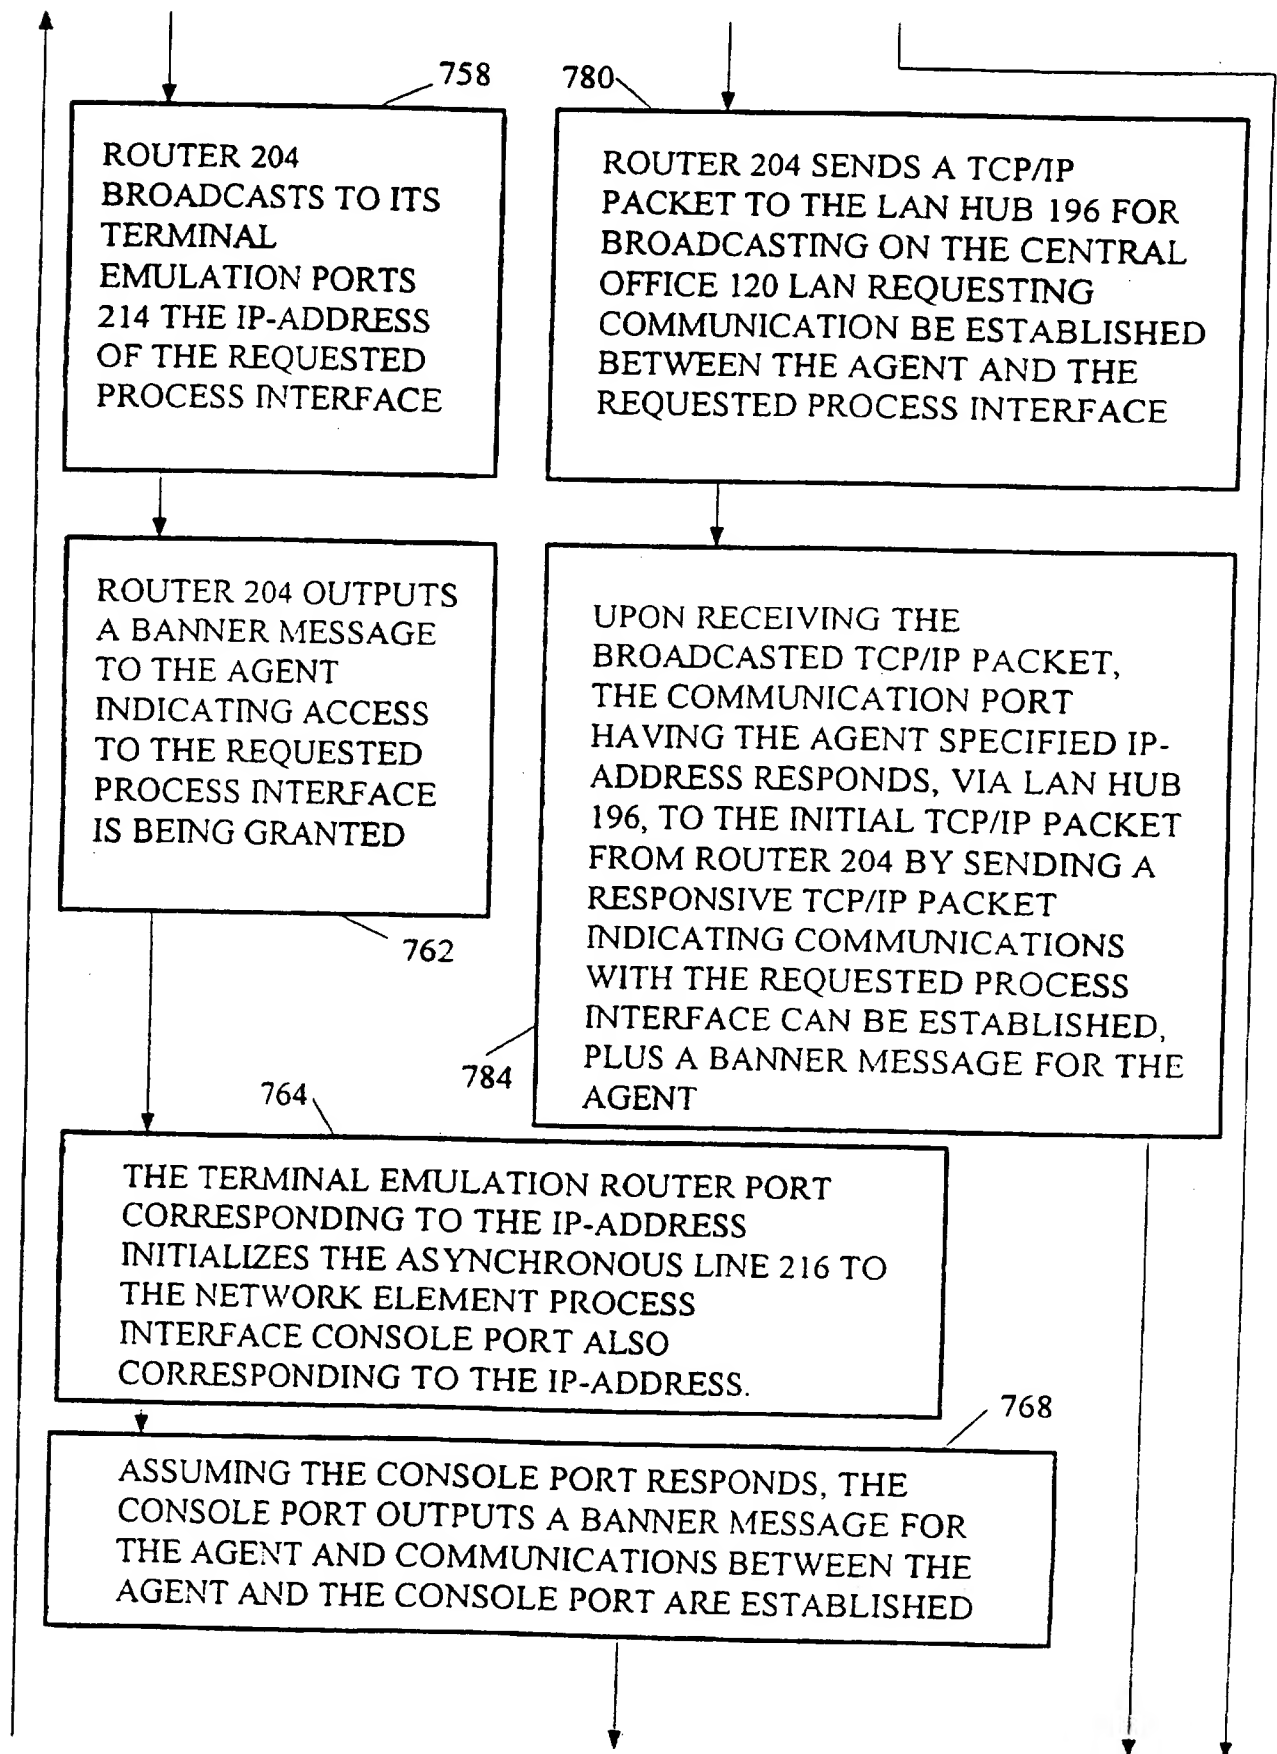 758
ROUTER 204
BROADCASTS TO ITS
TERMINAL
EMULATION PORTS
214 THE IP-ADDRESS
OF THE REQUESTED
PROCESS INTERFACE
780
ROUTER 204 SENDS A TCP/IP
PACKET TO THE LAN HUB 196 FOR
BROADCASTING ON THE CENTRAL
OFFICE 120 LAN REQUESTING
COMMUNICATION BE ESTABLISHED
BETWEEN THE AGENT AND THE
REQUESTED PROCESS INTERFACE
ROUTER 204 OUTPUTS
A BANNER MESSAGE
TO THE AGENT
INDICATING ACCESS
TO THE REQUESTED
PROCESS INTERFACE
IS BEING GRANTED
762
UPON RECEIVING THE
BROADCASTED TCP/IP PACKET,
THE COMMUNICATION PORT
HAVING THE AGENT SPECIFIED IP-
ADDRESS RESPONDS, VIA LAN HUB
196, TO THE INITIAL TCP/IP PACKET
FROM ROUTER 204 BY SENDING A
RESPONSIVE TCP/IP PACKET
INDICATING COMMUNICATIONS
WITH THE REQUESTED PROCESS
INTERFACE CAN BE ESTABLISHED,
PLUS A BANNER MESSAGE FOR THE
AGENT
784
764
THE TERMINAL EMULATION ROUTER PORT
CORRESPONDING TO THE IP-ADDRESS
INITIALIZES THE ASYNCHRONOUS LINE 216 TO
THE NETWORK ELEMENT PROCESS
INTERFACE CONSOLE PORT ALSO
CORRESPONDING TO THE IP-ADDRESS.
768
ASSUMING THE CONSOLE PORT RESPONDS, THE
CONSOLE PORT OUTPUTS A BANNER MESSAGE FOR
THE AGENT AND COMMUNICATIONS BETWEEN THE
AGENT AND THE CONSOLE PORT ARE ESTABLISHED